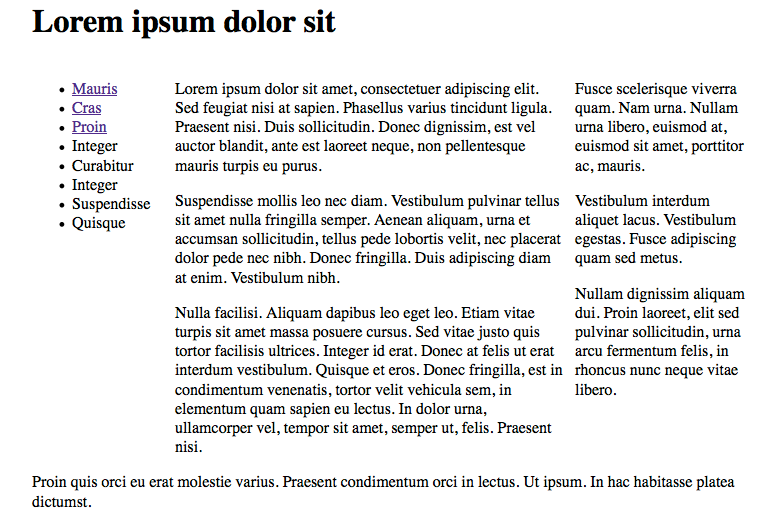 Lorem ipsum dolor sit
Mauris
Cras
Proin
Integer
Curabitur
Integer
Suspendisse
Quisque
Lorem ipsum dolor sit amet, consectetuer adipiscing elit.
Sed feugiat nisi at sapien. Phasellus varius tincidunt ligula.
Praesent nisi. Duis sollicitudin. Donec dignissim, est vel
auctor blandit, ante est laoreet neque, non pellentesque
mauris turpis eu purus.
Suspendisse mollis leo nec diam. Vestibulum pulvinar tellus
sit amet nulla fringilla semper. Aenean aliquam, urna et
accumsan sollicitudin, tellus pede lobortis velit, nec placerat
dolor pede nec nibh. Donec fringilla. Duis adipiscing diam
at enim. Vestibulum nibh.
Nulla facilisi. Aliquam dapibus leo eget leo. Etiam vitae
turpis sit amet massa posuere cursus. Sed vitae justo quis
tortor facilisis ultrices. Integer id erat. Donec at felis ut erat
interdum vestibulum. Quisque et eros. Donec fringilla, est in
condimentum venenatis, tortor velit vehicula sem, in
elementum quam sapien eu lectus. In dolor urna,
ullamcorper vel, tempor sit amet, semper ut, felis. Praesent
nisi.
Fusce scelerisque viverra
quam. Nam urna. Nullam
urna libero, euismod at,
euismod sit amet, porttitor
ac, mauris.
Vestibulum interdum
aliquet lacus. Vestibulum
egestas. Fusce adipiscing
quam sed metus.
Nullam dignissim aliquam
dui. Proin laoreet, elit sed
pulvinar sollicitudin, urna
arcu fermentum felis, in
rhoncus nunc neque vitae
libero.
Proin quis orci eu erat molestie varius. Praesent condimentum orci in lectus. Ut ipsum. In hac habitasse platea
dictumst.